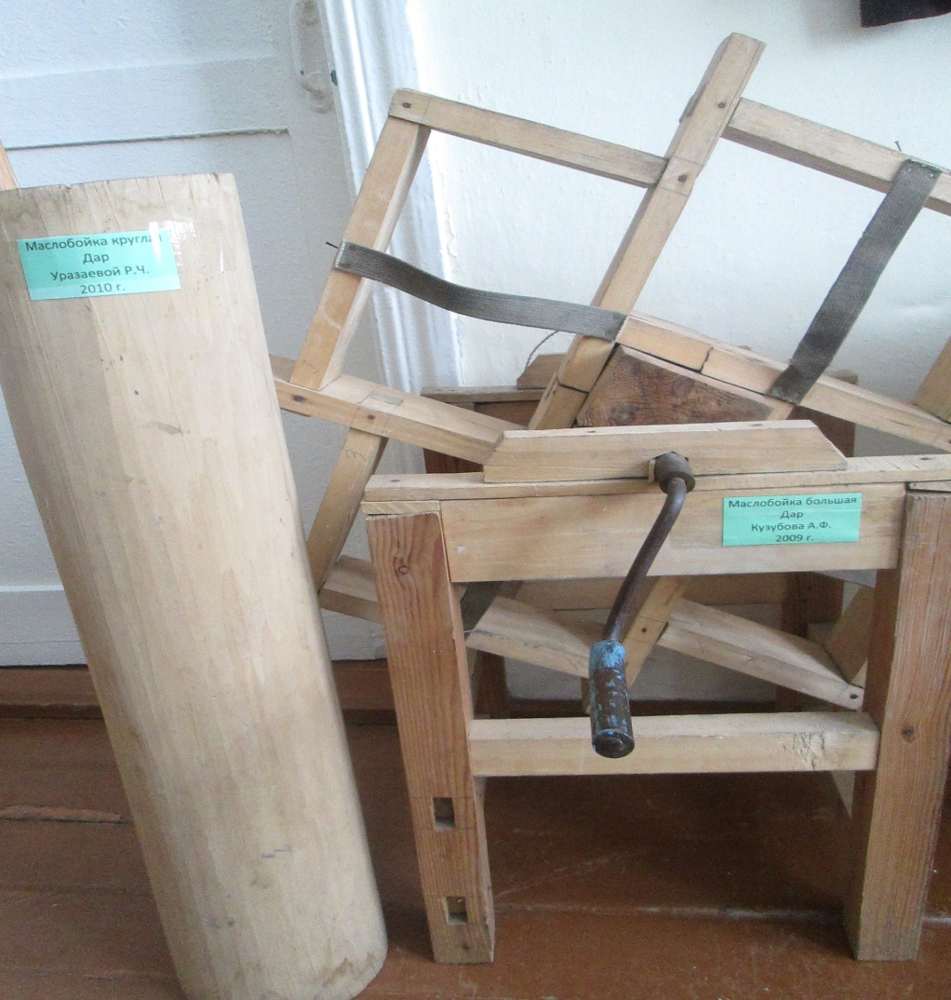 Маслобойка круглая
Дар
Уразаевой Р.Ч.
2010 г.
Маслобойка большая
Дар
Кузубова А.Ф.
2009 г.